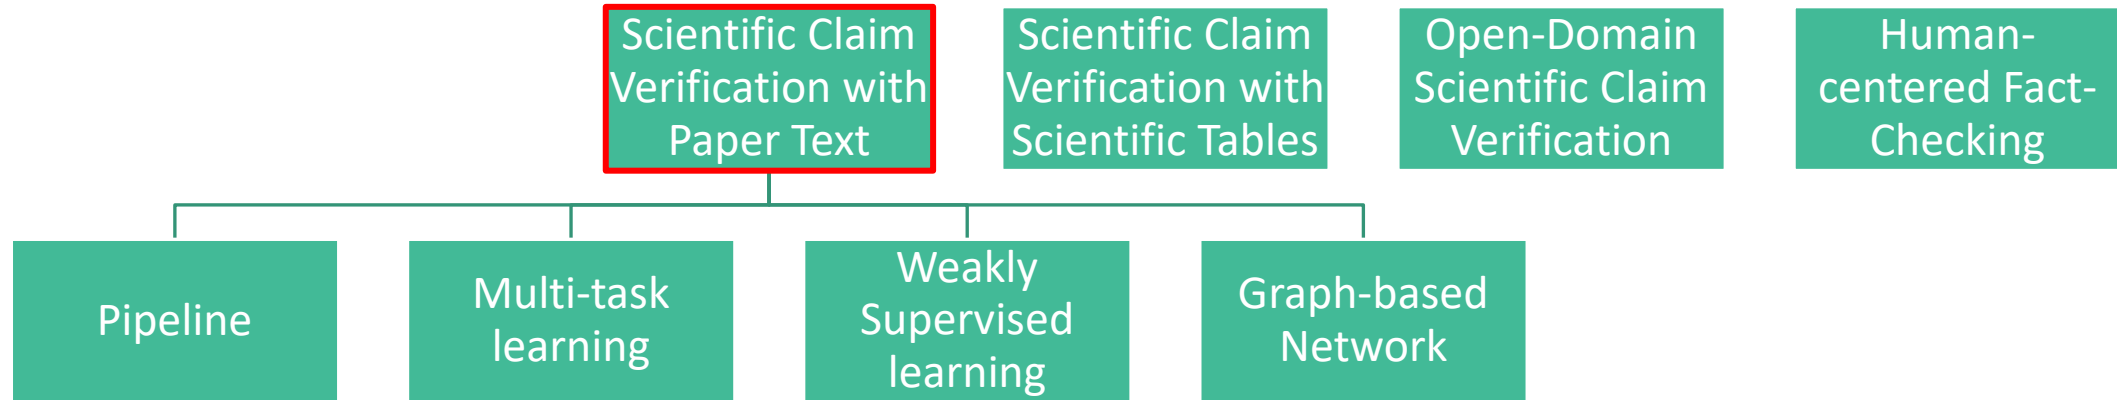 Scientific Claim
Verification with
Paper Text
Scientific Claim
Verification with
Scientific Tables
Open-Domain
Scientific Claim
Verification
Human-
centered Fact-
Checking
Pipeline
Multi-task
learning
Weakly
Supervised
learning
Graph-based
Network